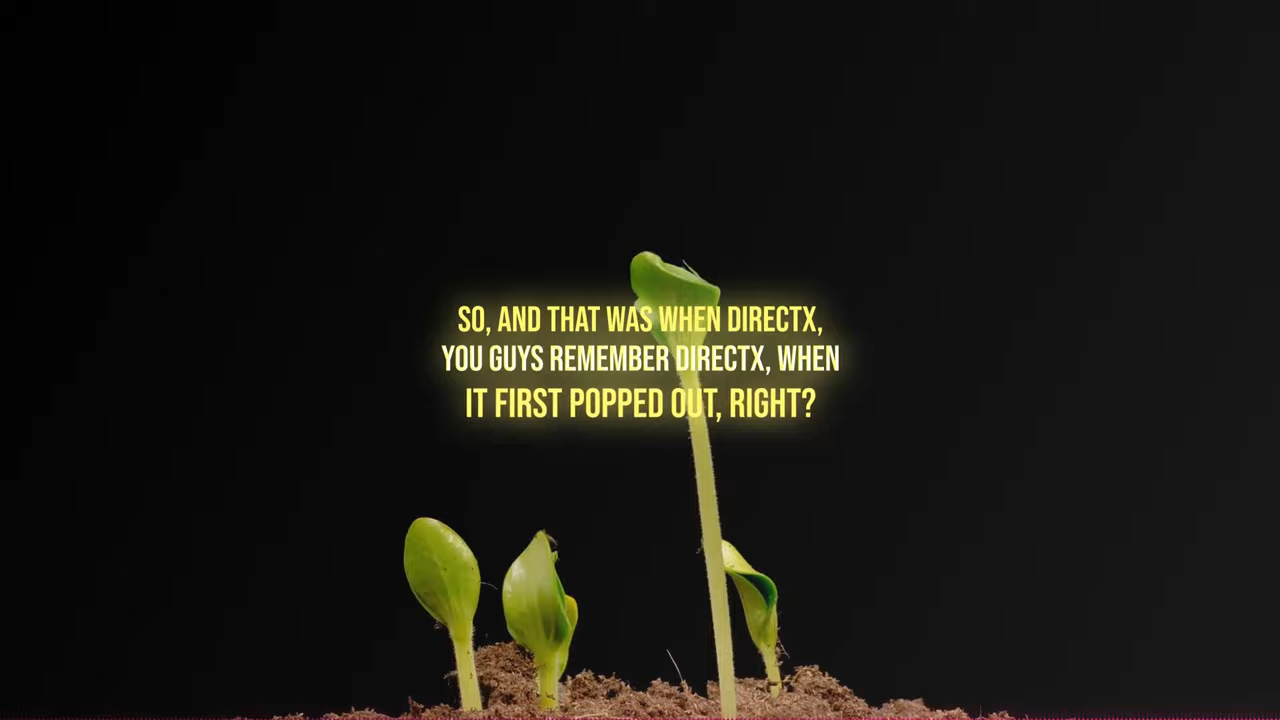 SO, AND THAT WAS WHEN DIRECTX,
YOU GUYS REMEMBER DIRECTX, WHEN
IT FIRST POPPED OUT, RIGHT?